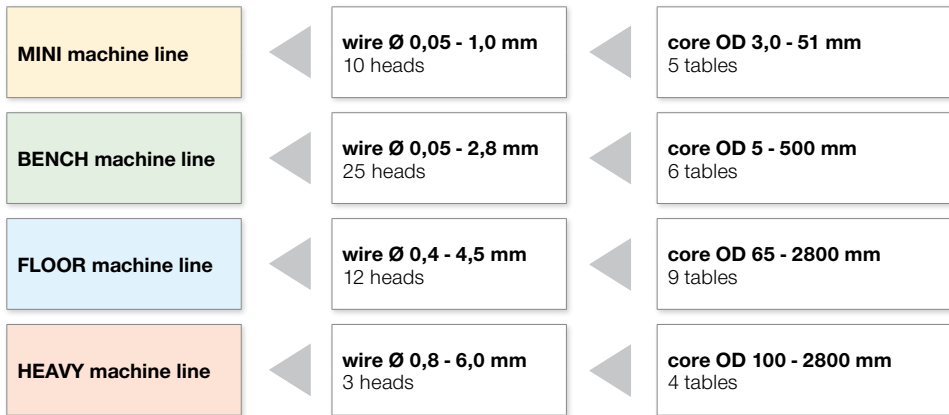 MINI machine line
wire Ø 0,05 - 1,0 mm
10 heads
core OD 3,0 - 51 mm
5 tables
BENCH machine line
wire Ø 0,05 - 2,8 mm
25 heads
core OD 5 - 500 mm
6 tables
FLOOR machine line
wire Ø 0,4 - 4,5 mm
12 heads
core OD 65 - 2800 mm
9 tables
HEAVY machine line
wire Ø 0,8 - 6,0 mm
3 heads
core OD 100 - 2800 mm
4 tables